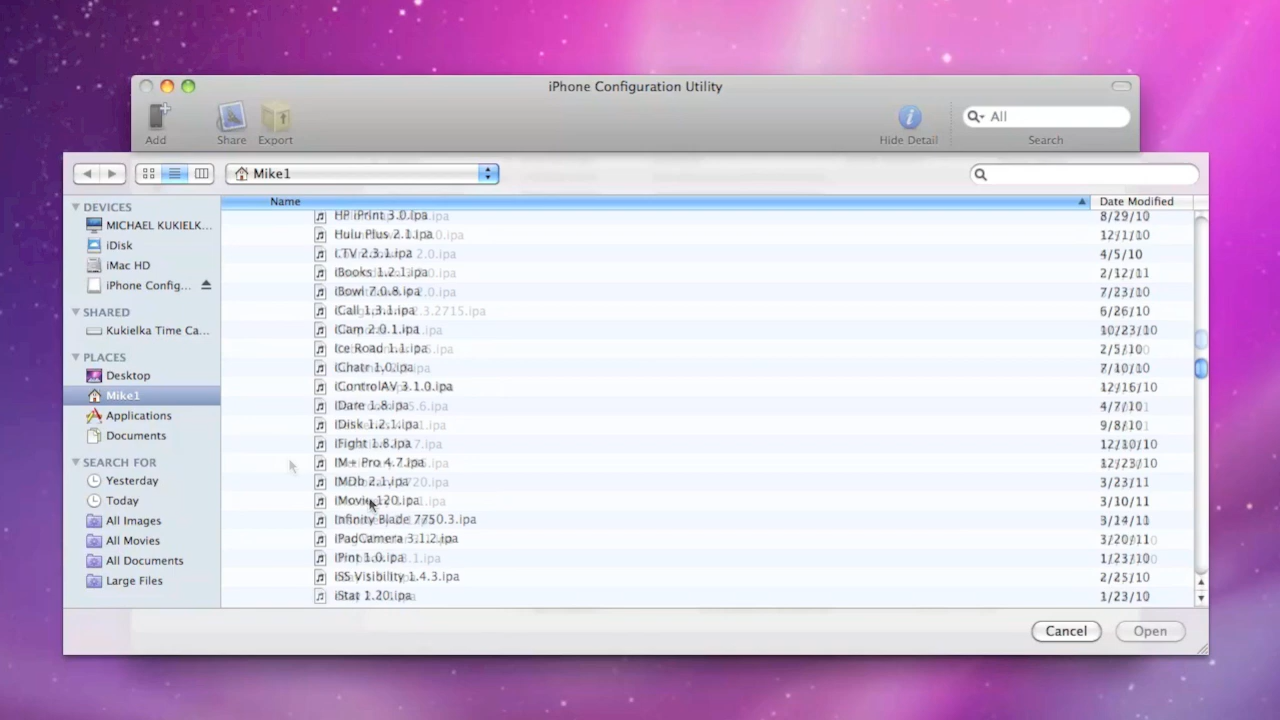 iPhone Configuration Utility
Add
Share
Export
Hide Detail
All
Search
Mike1
Name
Date Modified
DEVICES
MICHAEL KUKIELK...
iDisk
iMac HD
iPhone Config...
SHARED
Kukielka Time Ca...
PLACES
Desktop
Mike1
Applications
Documents
SEARCH FOR
Yesterday
Today
All Images
All Movies
All Documents
Large Files
HP iPrint 3.0.ipa 8/29/10
Hulu Plus 2.1.ipa 12/1/10
i.TV 2.3.1.ipa 4/5/10
iBooks 1.2.1.ipa 2/12/11
iBowl 7.0.8.ipa 7/23/10
iCall 1.3.1.ipa 6/26/10
iCam 2.0.1.ipa 10/23/10
Ice Road 1.1.ipa 2/5/10
iChatr 1.0.ipa 7/10/10
iControlAV 3.1.0.ipa 12/16/10
iDare 1.8.ipa 4/7/10
iDisk 1.2.1.ipa 9/8/10
iFight 1.8.ipa 12/10/10
IM+ Pro 4.7.ipa 12/23/10
IMDb 2.1.ipa 3/23/11
iMovie 120.ipa 3/10/11
Infinity Blade 7750.3.ipa 3/14/11
iPadCamera 3.1.2.ipa 3/20/11
iPint 1.0.ipa 1/23/10
iSS Visibility 1.4.3.ipa 2/25/10
iStat 1.20.ipa 1/23/10
Cancel
Open